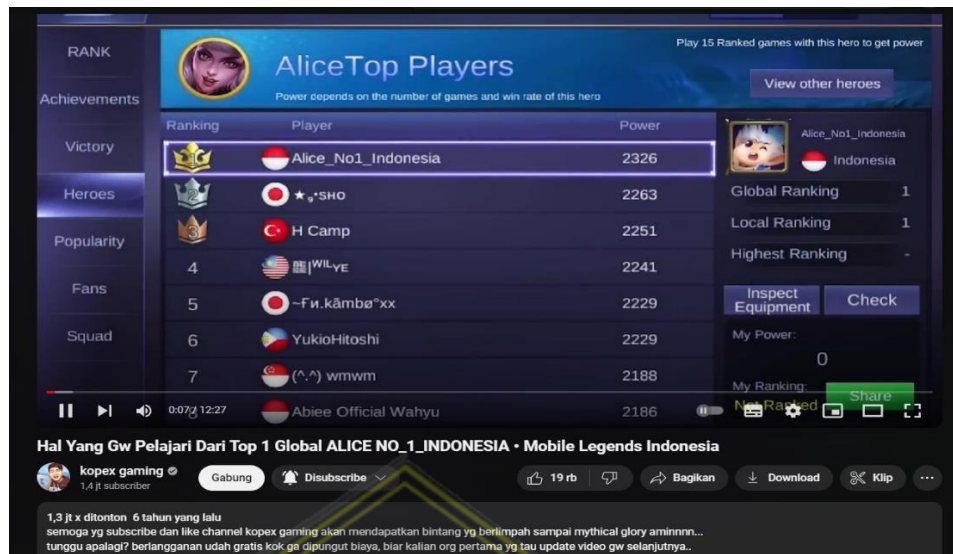 RANK
Achievements
Victory
Heroes
Popularity
Fans
Squad
AliceTop Players
Power depends on the number of games and win rate of this hero
Play 15 Ranked games with this hero to get power
View other heroes
Ranking Player Power
1 Alice_No1_Indonesia 2326
2 ★ SHO 2263
3 H Camp 2251
4 WILYE 2241
5 2229
6 YukioHitoshi 2229
7 (^.^) wmwm 2188
Abiee Official Wahyu 2186
Alice_No1_Indonesia
Indonesia
Global Ranking 1
Local Ranking 1
Highest Ranking -
Inspect Equipment
Check
My Power:
0
My Ranking:
Not Ranked
Share
0:07 / 12:27
Hal Yang Gw Pelajari Dari Top 1 Global ALICE NO_1_INDONESIA • Mobile Legends Indonesia
kopex gaming
1,4 jt subscriber
Gabung
Disubscribe
19 rb
Bagikan
Download
Klip
...
1,3 jt x ditonton 6 tahun yang lalu
semoga yg subscribe dan like channel kopex gaming akan mendapatkan bintang yg berlimpah sampai mythical glory aminnnn...
tunggu apalagi? berlangganan udah gratis kok ga dipungut biaya, biar kalian org pertama yg tau update video gw selanjutnya..